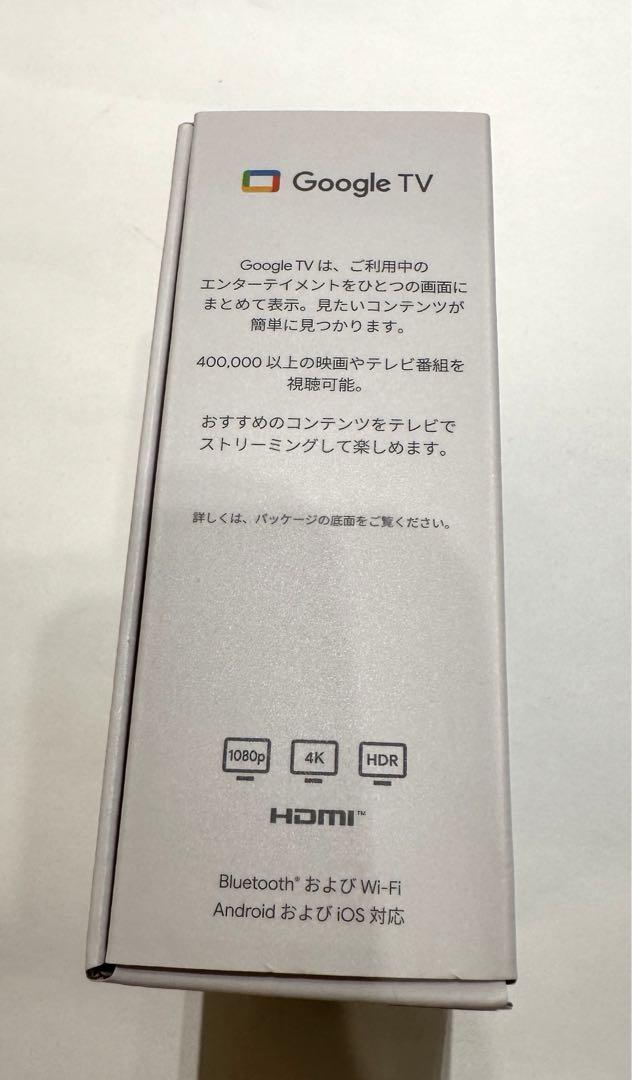 Google TV
Google TV は、ご利用中の
エンターテイメントをひとつの画面に
まとめて表示。見たいコンテンツが
簡単に見つかります。
400,000 以上の映画やテレビ番組を
視聴可能。
おすすめのコンテンツをテレビで
ストリーミングして楽しめます。
詳しくは、パッケージの底面をご覧ください。
1080p 4K HDR
HDMI™
Bluetooth® および Wi-Fi
Android および iOS 対応